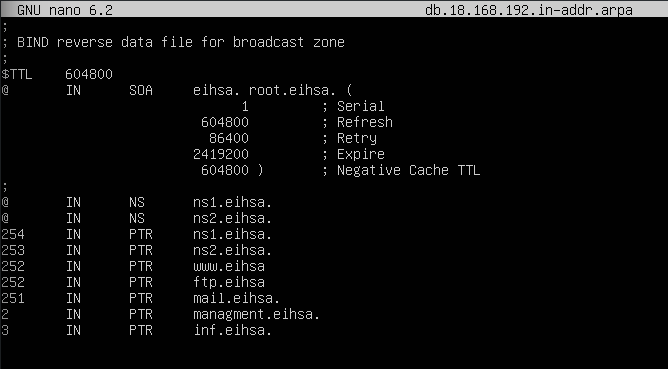 GNU nano 6.2 db.18.168.192.in-addr.arpa
;
; BIND reverse data file for broadcast zone
;
$TTL 604800
@ IN SOA eihsa. root.eihsa. (
1 ; Serial
604800 ; Refresh
86400 ; Retry
2419200 ; Expire
604800 ) ; Negative Cache TTL
;
@ IN NS ns1.eihsa.
@ IN NS ns2.eihsa.
254 IN PTR ns1.eihsa.
253 IN PTR ns2.eihsa.
252 IN PTR www.eihsa
252 IN PTR ftp.eihsa
251 IN PTR mail.eihsa.
2 IN PTR managment.eihsa.
3 IN PTR inf.eihsa.